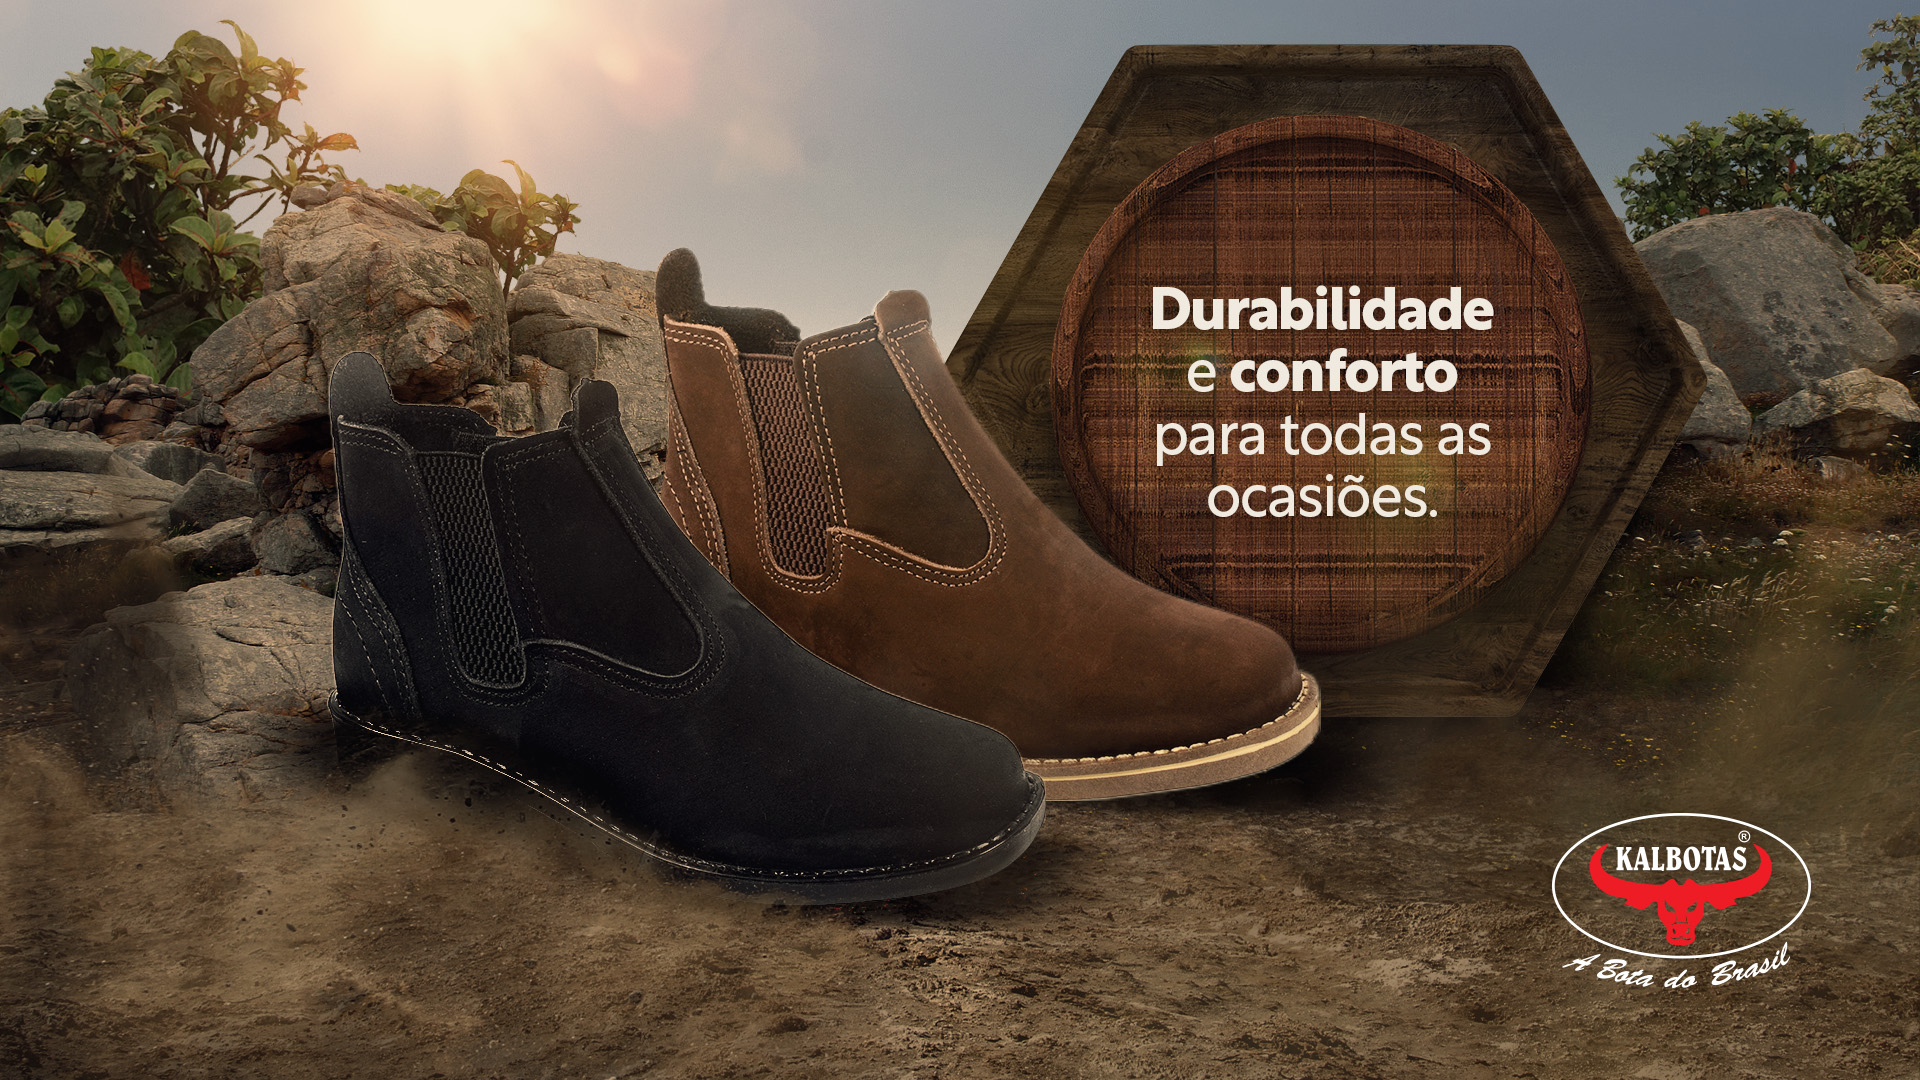 Durabilidade
e conforto
para todas as
ocasiões.
KALBOTAS®
A Bota do Brasil